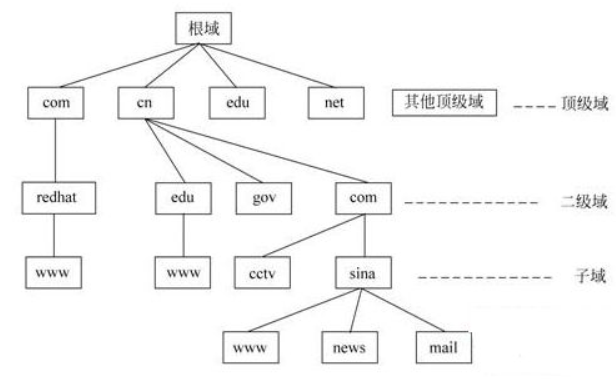 根域
com cn edu net 其他顶级域 顶级域
redhat edu gov com 二级域
www www cctv sina 子域
www news mail